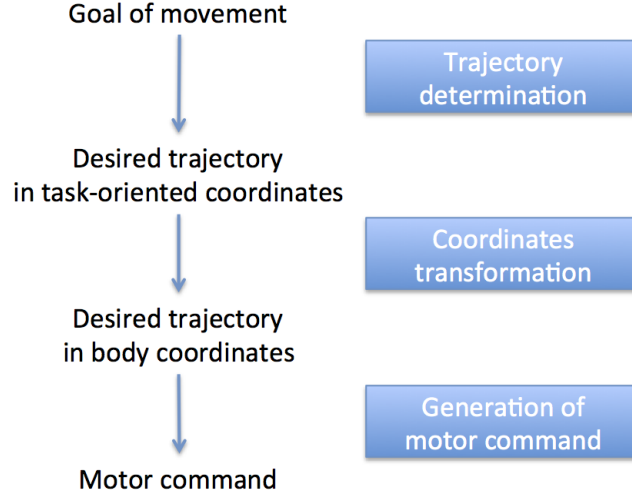 Goal of movement
Trajectory
determination
Desired trajectory
in task-oriented coordinates
Coordinates
transformation
Desired trajectory
in body coordinates
Generation of
motor command
Motor command